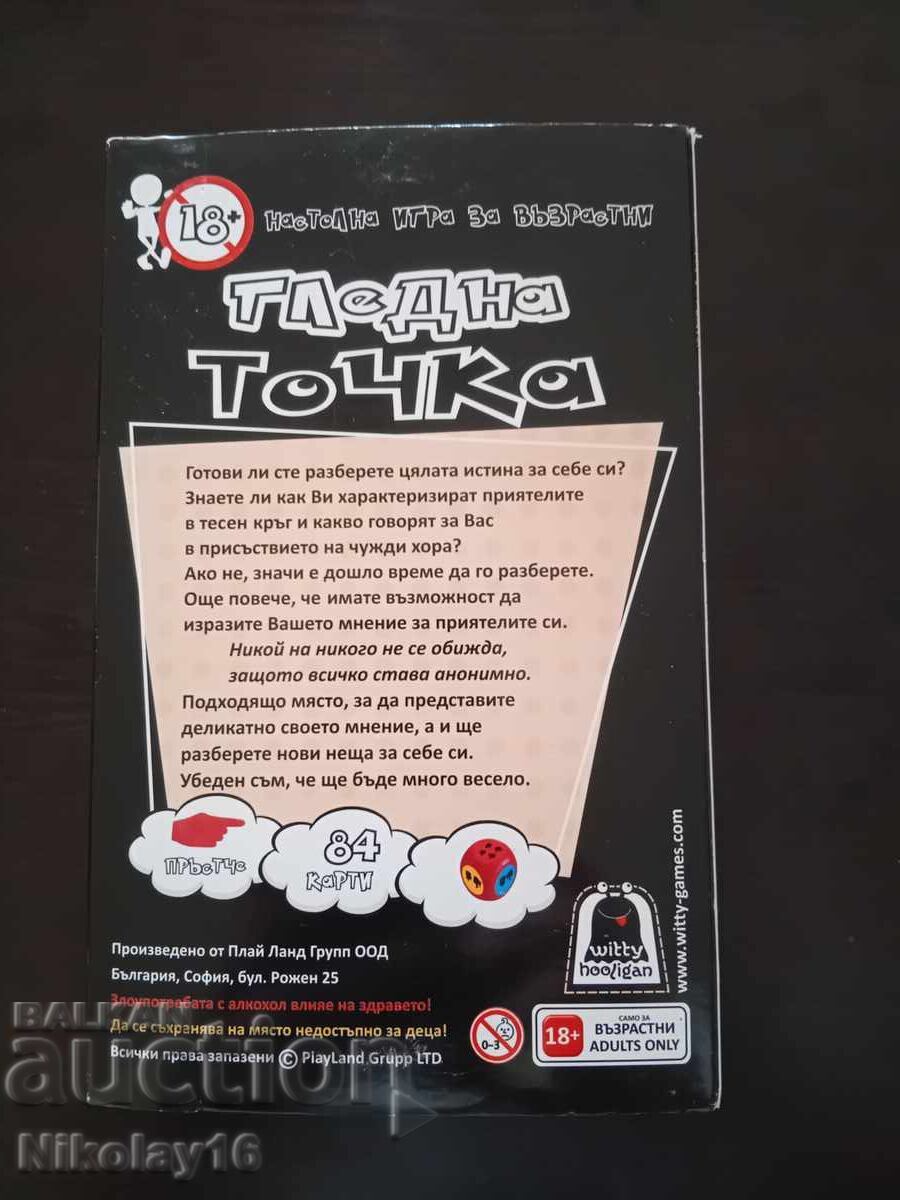 18+
НАСТОЛНА ИГРА ЗА ВЪЗРАСТНИ
ГЛЕДНА
ТОЧКА
Готови ли сте разберете цялата истина за себе си?
Знаете ли как Ви характеризират приятелите
в тесен кръг и какво говорят за Вас
в присъствието на чужди хора?
Ако не, значи е дошло време да го разберете.
Още повече, че имате възможност да
изразите Вашето мнение за приятелите си.
Никой на никого не се обижда,
защото всичко става анонимно.
Подходящо място, за да представите
деликатно своето мнение, а и ще
разберете нови неща за себе си.
Убеден съм, че ще бъде много весело.
ПРЪСТЧЕ
84
КАРТИ
witty
hooligan
www.witty-games.com
Произведено от Плай Ланд Групп ООД
България, София, бул. Рожен 25
Злоупотребата с алкохол влияе на здравето!
Да се съхранява на място недостъпно за деца!
Всички права запазени © PlayLand Grupp LTD
0-3
18+
САМО ЗА
ВЪЗРАСТНИ
ADULTS ONLY
БАЛКАН
auction
Nikolay16